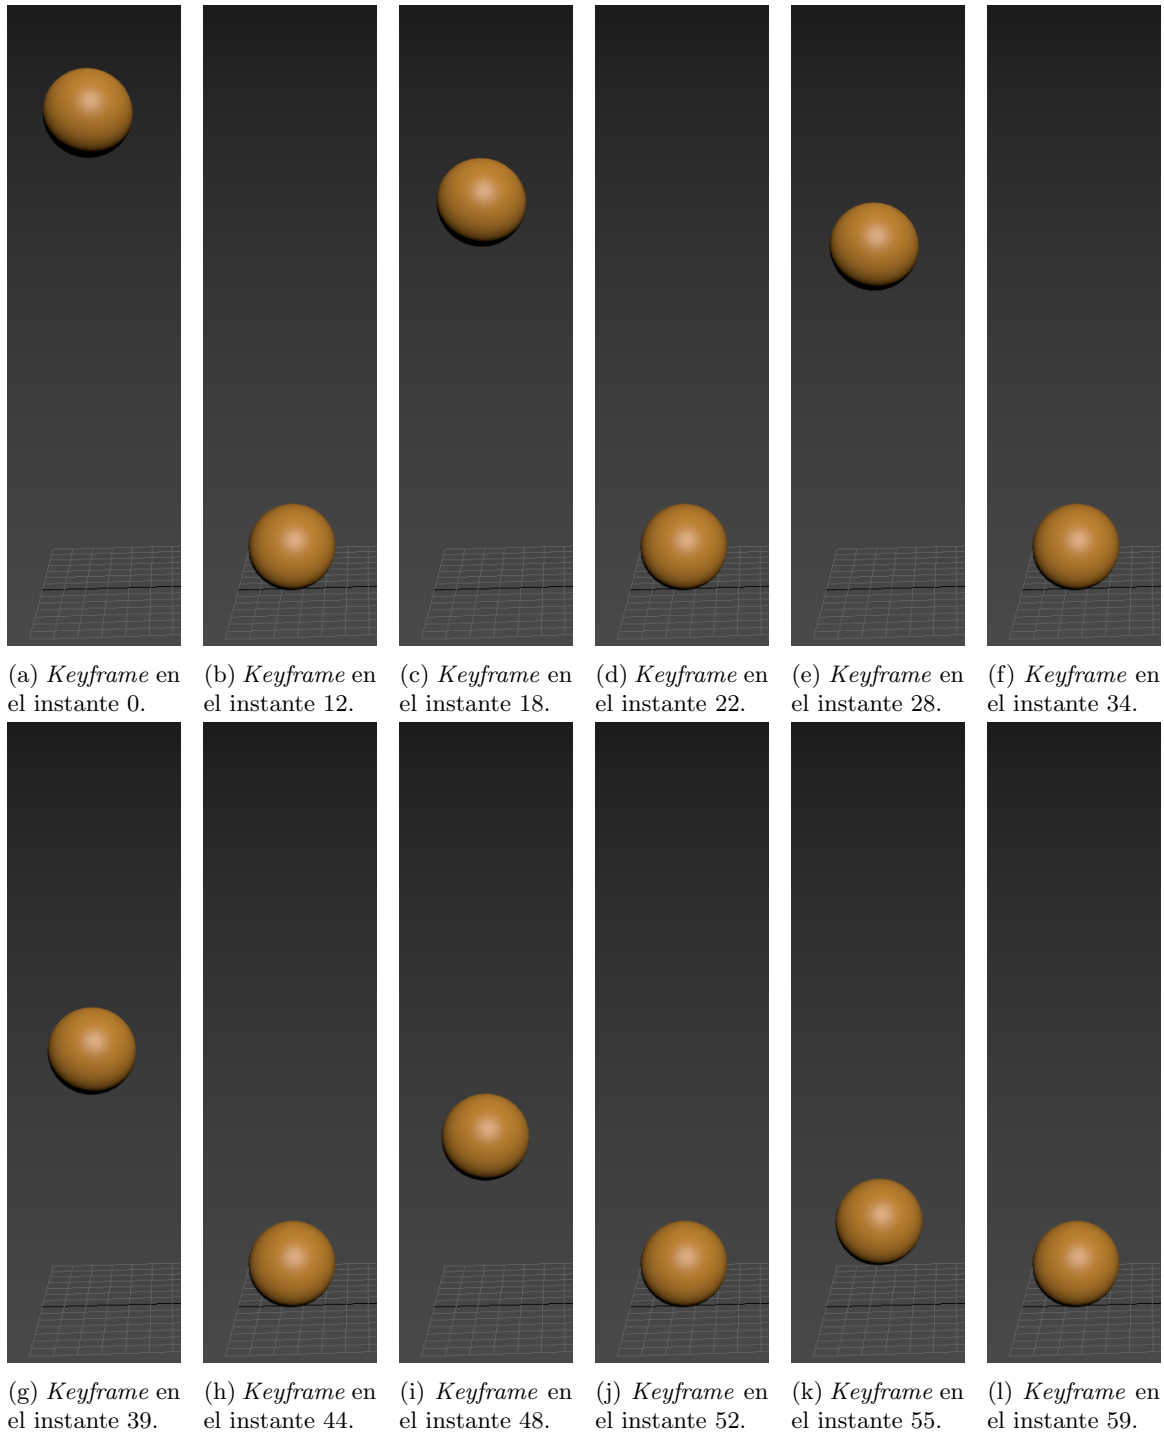 (a) Keyframe en
el instante 0.
(b) Keyframe en
el instante 12.
(c) Keyframe en
el instante 18.
(d) Keyframe en
el instante 22.
(e) Keyframe en
el instante 28.
(f) Keyframe en
el instante 34.
(g) Keyframe en
el instante 39.
(h) Keyframe en
el instante 44.
(i) Keyframe en
el instante 48.
(j) Keyframe en
el instante 52.
(k) Keyframe en
el instante 55.
(l) Keyframe en
el instante 59.